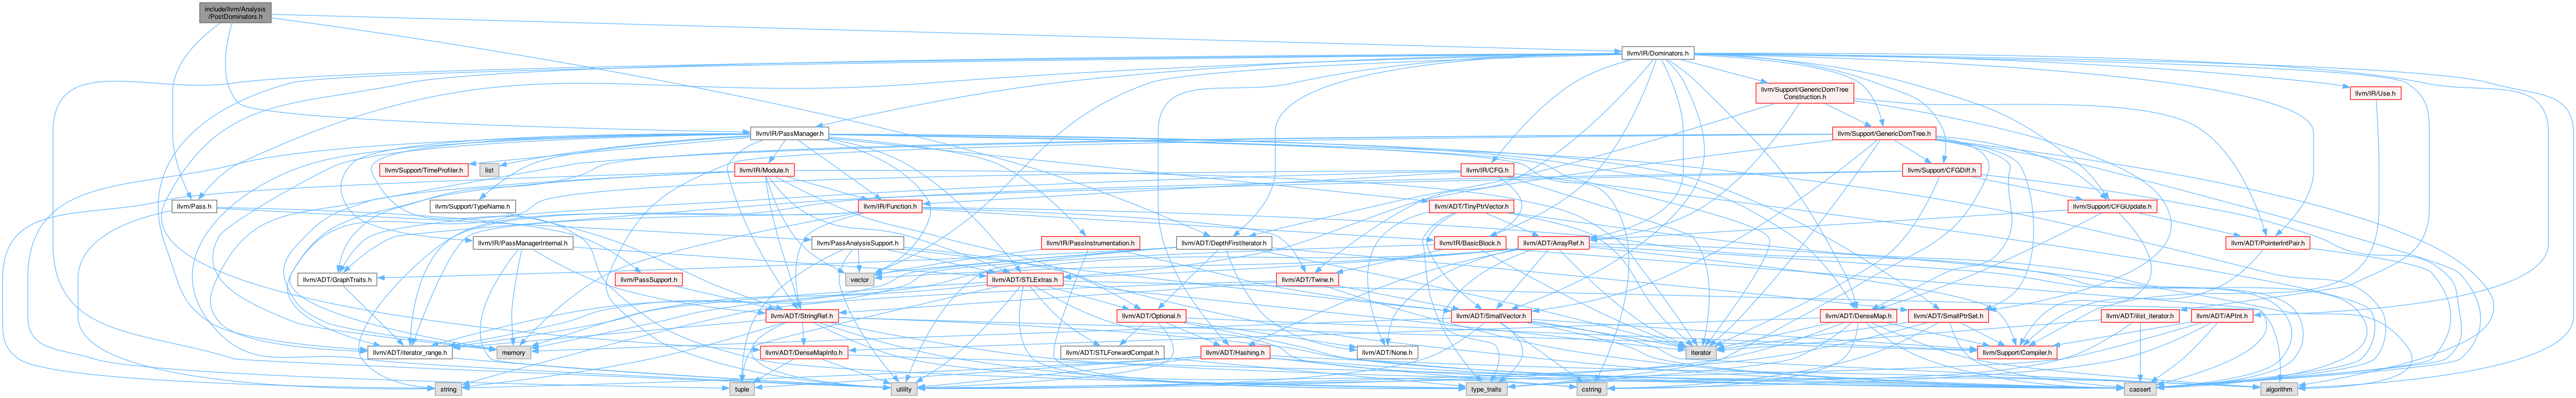 include/llvm/Analysis
/PostDominators.h
llvm/IR/Dominators.h
llvm/Support/GenericDomTree
Construction.h
llvm/IR/Use.h
llvm/IR/PassManager.h
llvm/Support/GenericDomTree.h
llvm/Support/TimeProfiler.h
list
llvm/IR/Module.h
llvm/IR/CFG.h
llvm/Support/CFGDiff.h
llvm/Pass.h
llvm/Support/TypeName.h
llvm/IR/Function.h
llvm/ADT/TinyPtrVector.h
llvm/Support/CFGUpdate.h
llvm/IR/PassManagerInternal.h
llvm/PassAnalysisSupport.h
llvm/IR/PassInstrumentation.h
llvm/ADT/DepthFirstIterator.h
llvm/IR/BasicBlock.h
llvm/ADT/ArrayRef.h
llvm/ADT/PointerIntPair.h
llvm/ADT/GraphTraits.h
llvm/PassSupport.h
vector
llvm/ADT/STLExtras.h
llvm/ADT/Twine.h
llvm/ADT/StringRef.h
llvm/ADT/Optional.h
llvm/ADT/SmallVector.h
llvm/ADT/DenseMap.h
llvm/ADT/SmallPtrSet.h
llvm/ADT/ilist_iterator.h
llvm/ADT/APInt.h
llvm/ADT/iterator_range.h
memory
llvm/ADT/DenseMapInfo.h
llvm/ADT/STLForwardCompat.h
llvm/ADT/Hashing.h
llvm/ADT/None.h
iterator
llvm/Support/Compiler.h
string
tuple
utility
type_traits
cstring
cassert
algorithm